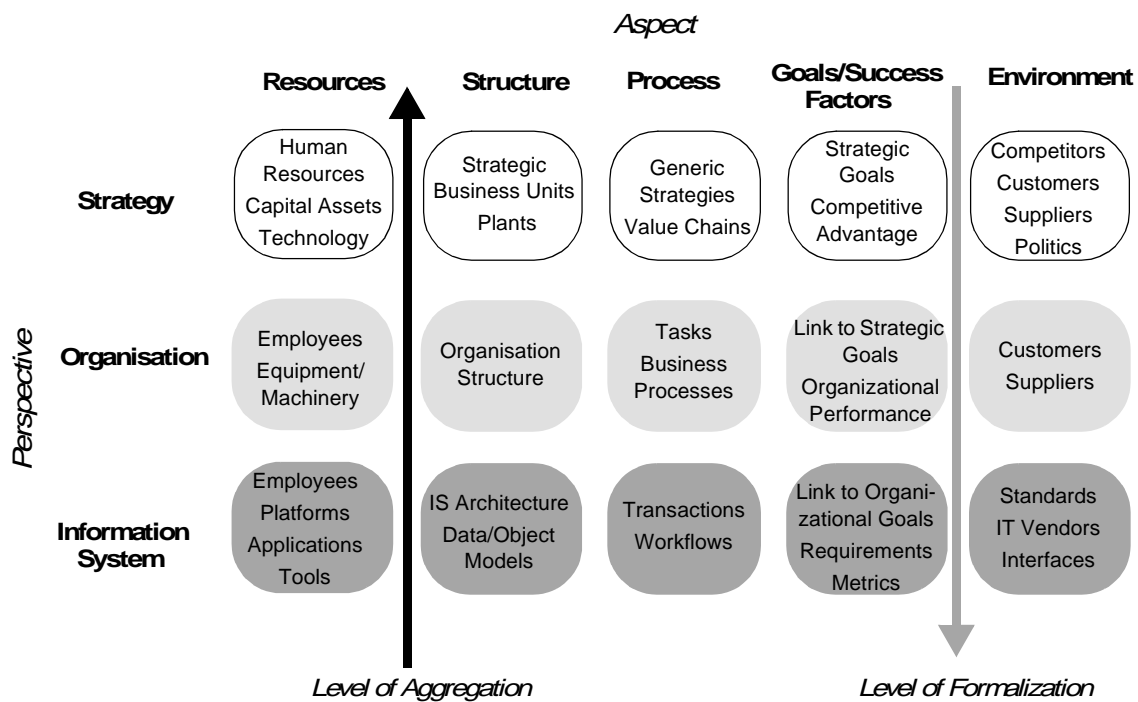 Aspect
Resources
Structure
Process
Goals/Success
Factors
Environment
Perspective
Strategy
Human
Resources
Capital Assets
Technology
Strategic
Business Units
Plants
Generic
Strategies
Value Chains
Strategic
Goals
Competitive
Advantage
Competitors
Customers
Suppliers
Politics
Organisation
Employees
Equipment/
Machinery
Organisation
Structure
Tasks
Business
Processes
Link to Strategic
Goals
Organizational
Performance
Customers
Suppliers
Information
System
Employees
Platforms
Applications
Tools
IS Architecture
Data/Object
Models
Transactions
Workflows
Link to Organi-
zational Goals
Requirements
Metrics
Standards
IT Vendors
Interfaces
Level of Aggregation
Level of Formalization